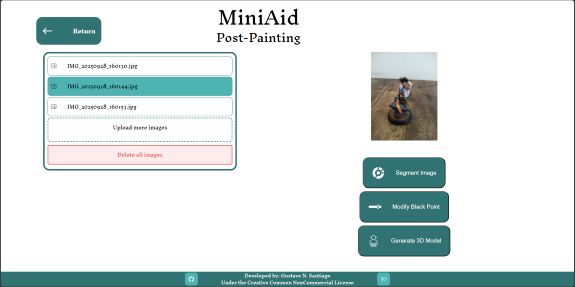 MiniAid
Post-Painting
Return
IMG_20250928_160130.jpg
IMG_20250928_160144.jpg
IMG_20250928_160153.jpg
Upload more images
Delete all images
Segment Image
Modify Black Point
Generate 3D Model
Developed by: Gustavo N. Santiago
Under the Creative Common NonCommercial License